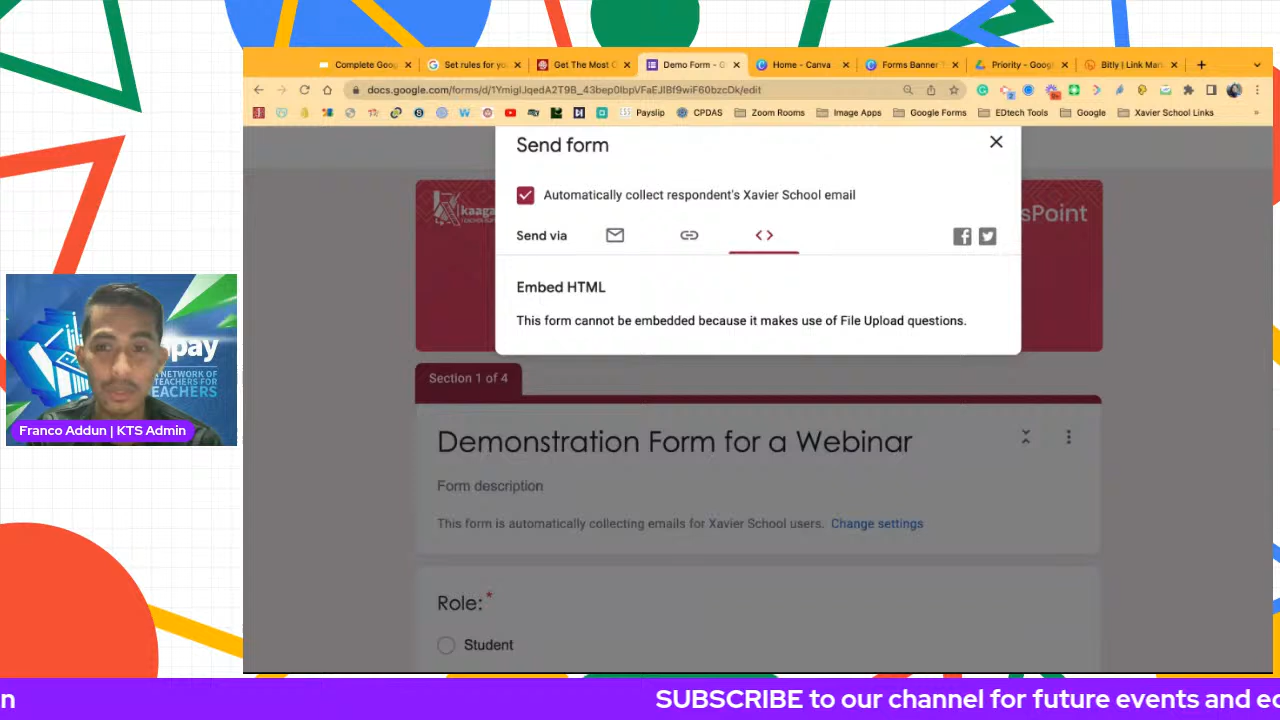 Complete Goog
Set rules for yo
Get The Most O
Demo Form - G
Home - Canva
Forms Banner T
Priority - Goog
Bitly | Link Man
docs.google.com/forms/d/1YmigIJqedA2T9B_43bep0IbpVFaEJIBf9wiF60bzcDk/edit
Payslip
CPDAS
Zoom Rooms
Image Apps
Google Forms
EDtech Tools
Google
Xavier School Links
Send form
Automatically collect respondent's Xavier School email
Send via
Embed HTML
This form cannot be embedded because it makes use of File Upload questions.
kaaga
sPoint
Section 1 of 4
Demonstration Form for a Webinar
Form description
This form is automatically collecting emails for Xavier School users. Change settings
Role: *
Student
pay
A NETWORK OF
TEACHERS FOR
TEACHERS
Franco Addun | KTS Admin
n
SUBSCRIBE to our channel for future events and ed